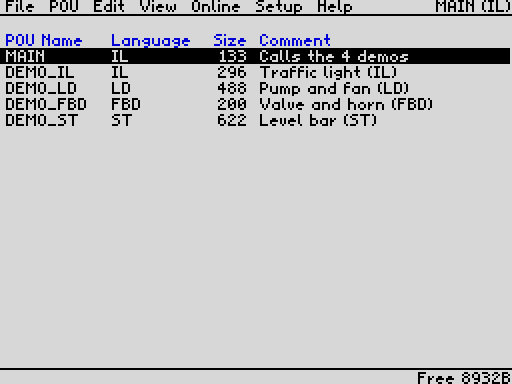 File POU Edit View Online Setup Help MAIN (IL)
POU Name Language Size Comment
MAIN IL 133 Calls the 4 demos
DEMO_IL IL 296 Traffic light (IL)
DEMO_LD LD 488 Pump and fan (LD)
DEMO_FBD FBD 200 Valve and horn (FBD)
DEMO_ST ST 622 Level bar (ST)
Free 8932B